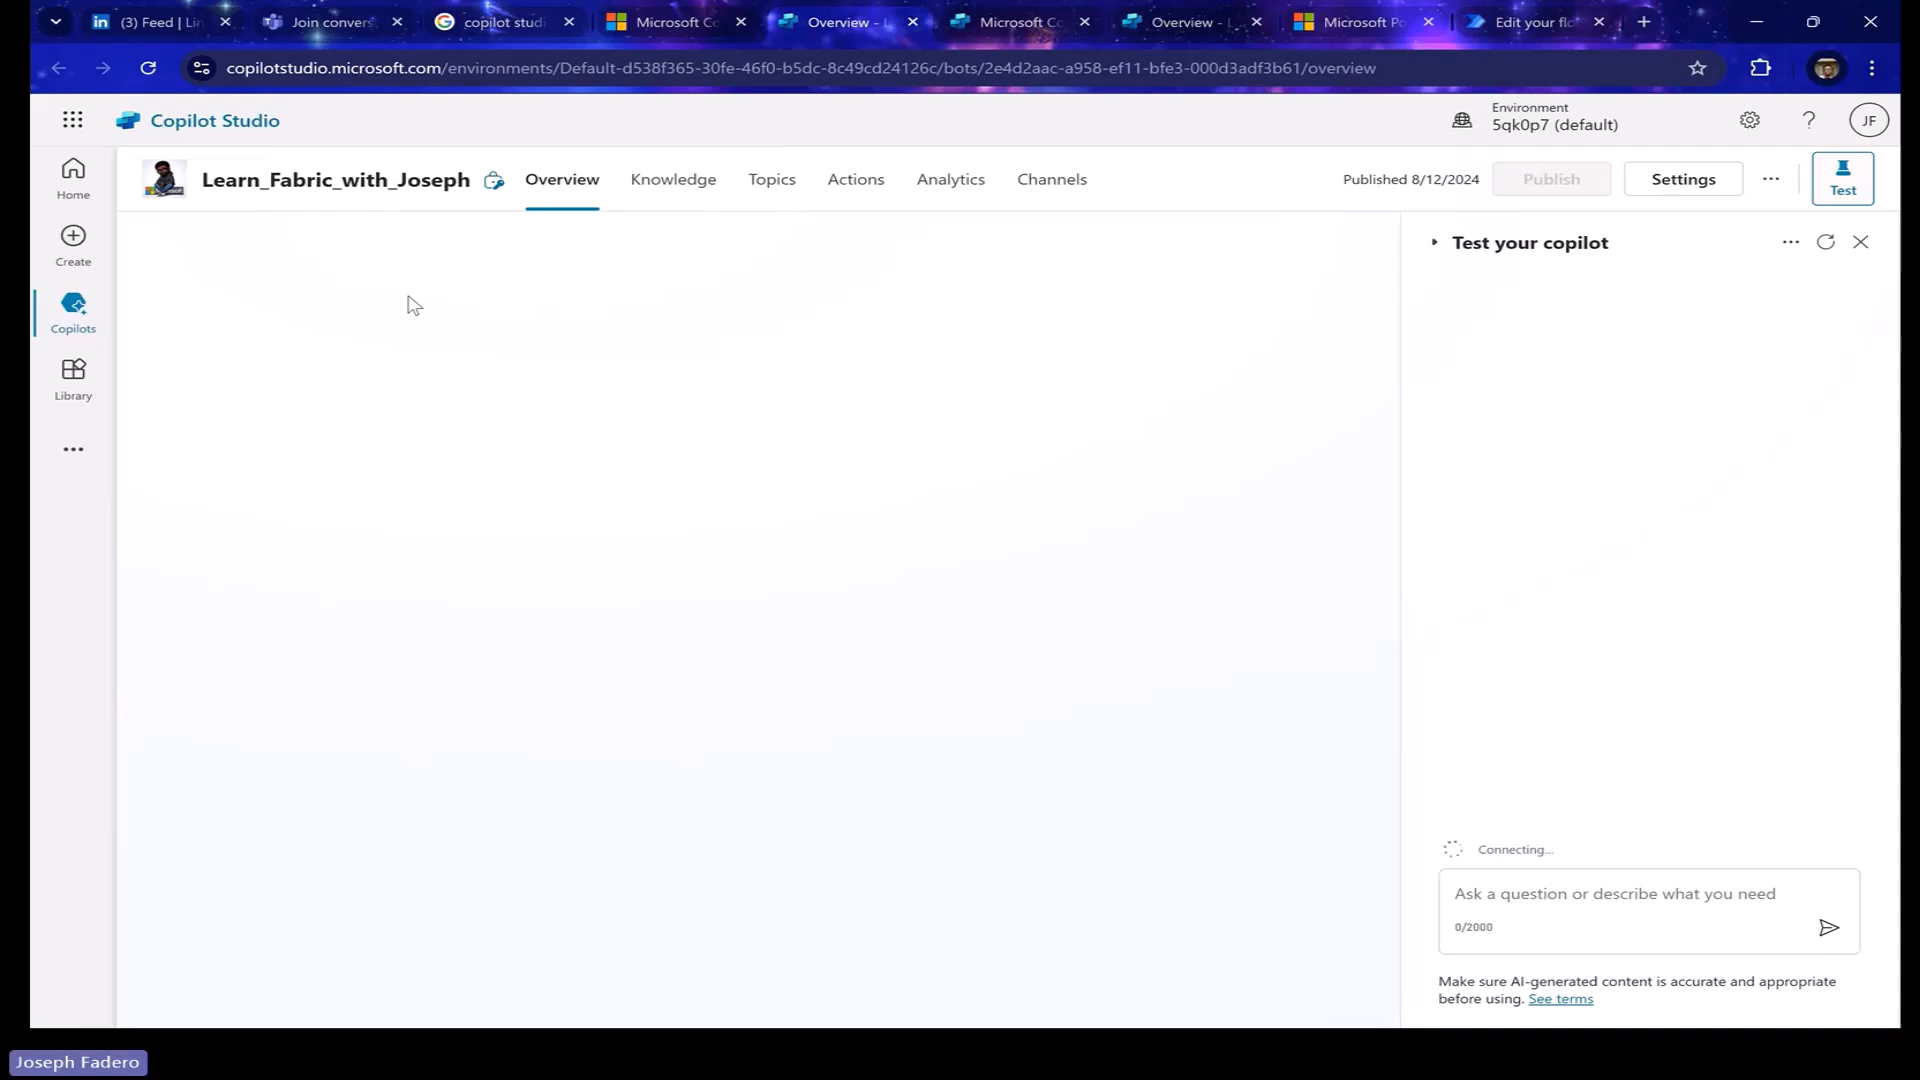 (3) Feed | Lin
Join convers
copilot studi
Microsoft Co
Overview - L
Microsoft Co
Overview - L
Microsoft Po
Edit your flo
copilotstudio.microsoft.com/environments/Default-d538f365-30fe-46f0-b5dc-8c49cd24126c/bots/2e4d2aac-a958-ef11-bfe3-000d3adf3b61/overview
Copilot Studio
Environment
5qk0p7 (default)
JF
Learn_Fabric_with_Joseph
Overview
Knowledge
Topics
Actions
Analytics
Channels
Published 8/12/2024
Publish
Settings
Test
Home
Create
Copilots
Library
Test your copilot
Connecting...
Ask a question or describe what you need
0/2000
Make sure AI-generated content is accurate and appropriate
before using. See terms
Joseph Fadero